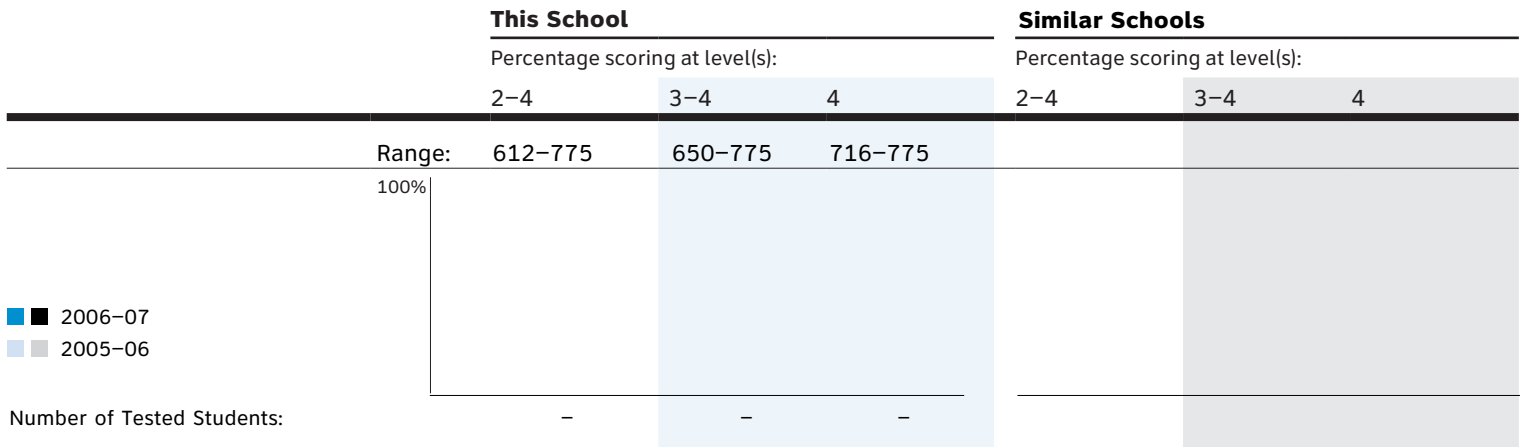 This School Similar Schools
Percentage scoring at level(s): Percentage scoring at level(s):
2–4 3–4 4 2–4 3–4 4
Range: 612–775 650–775 716–775
100%
2006–07
2005–06
Number of Tested Students: – – –